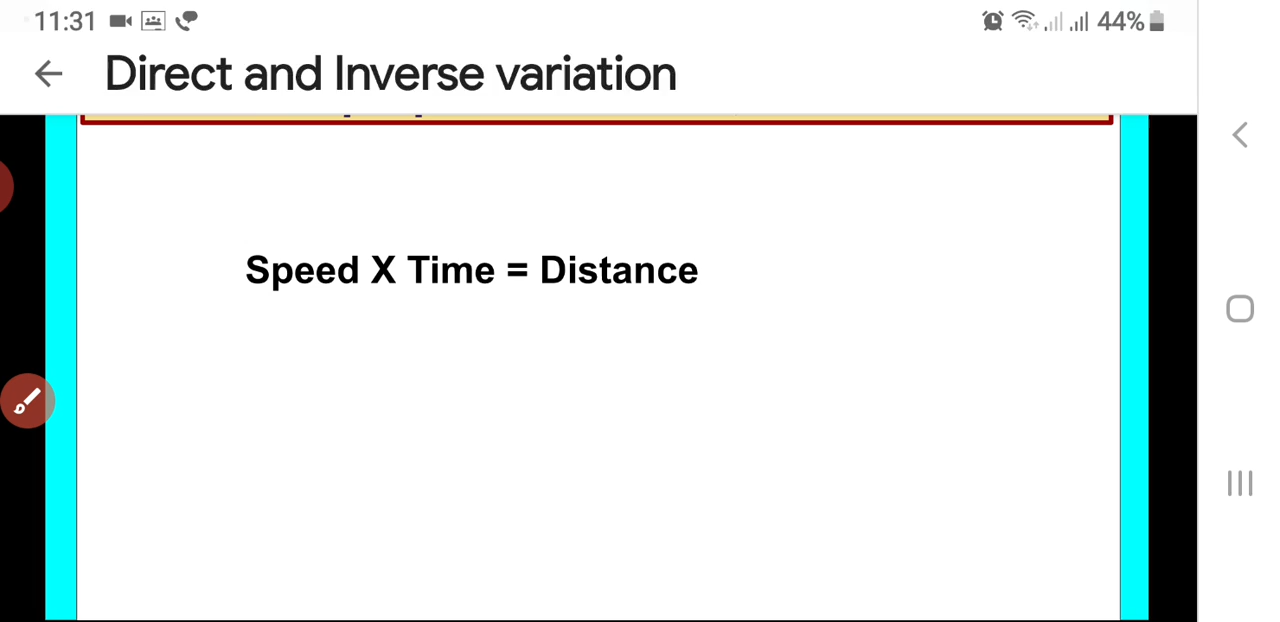 11:31
44%
Direct and Inverse variation
Speed X Time = Distance